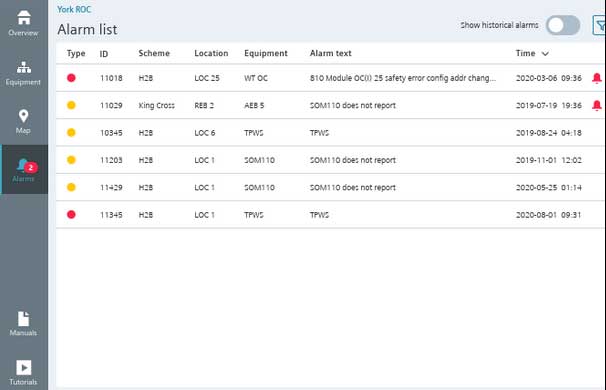 York ROC
Alarm list
Show historical alarms
Overview
Equipment
Map
2
Alarms
Manuals
Tutorials
Type ID Scheme Location Equipment Alarm text Time
11018 H2B LOC 25 WT OC 810 Module OC(I) 25 safety error config addr chang... 2020-03-06 09:36
11029 King Cross REB 2 AEB 5 SOM110 does not report 2019-07-19 19:36
10345 H2B LOC 6 TPWS TPWS 2019-08-24 04:18
11203 H2B LOC 1 SOM110 SOM110 does not report 2019-11-01 12:02
11429 H2B LOC 1 SOM110 SOM110 does not report 2020-05-25 01:14
11345 H2B LOC 1 TPWS TPWS 2020-08-01 09:31